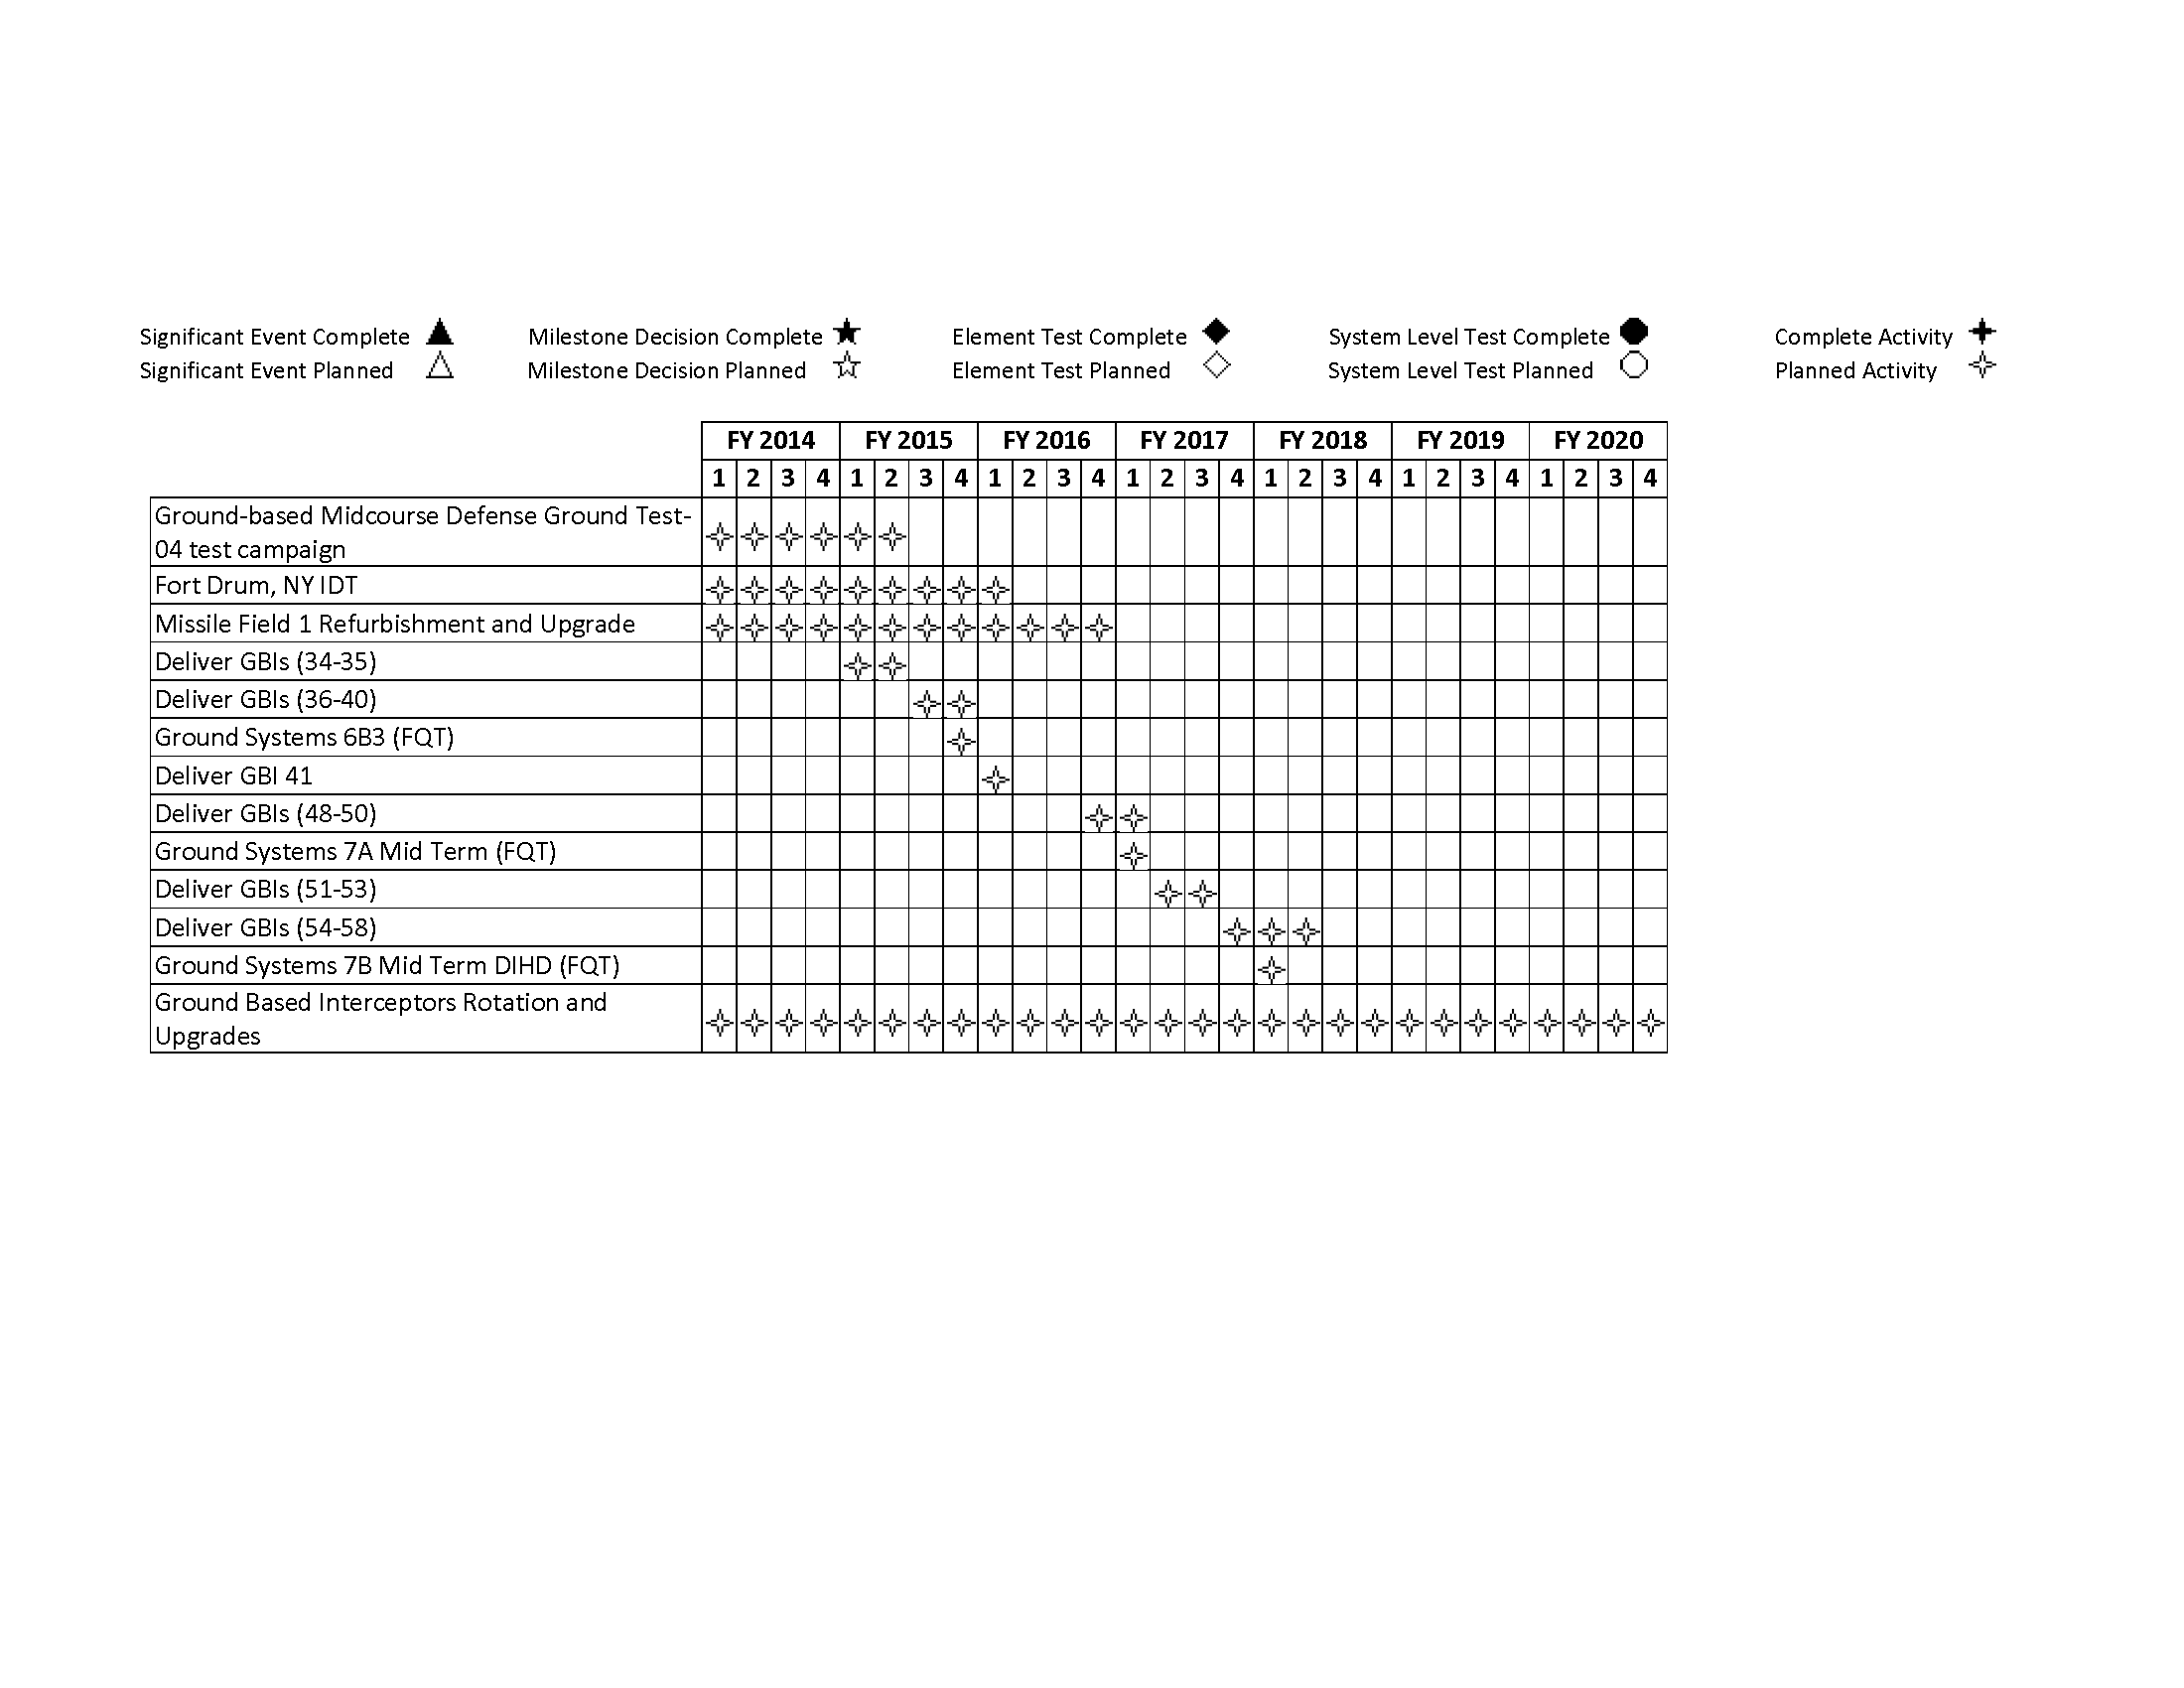 Significant Event Complete Milestone Decision Complete Element Test Complete System Level Test Complete Complete Activity
Significant Event Planned Milestone Decision Planned Element Test Planned System Level Test Planned Planned Activity
FY 2014 FY 2015 FY 2016 FY 2017 FY 2018 FY 2019 FY 2020
1 2 3 4 1 2 3 4 1 2 3 4 1 2 3 4 1 2 3 4 1 2 3 4 1 2 3 4
Ground-based Midcourse Defense Ground Test-
04 test campaign
Fort Drum, NY IDT
Missile Field 1 Refurbishment and Upgrade
Deliver GBIs (34-35)
Deliver GBIs (36-40)
Ground Systems 6B3 (FQT)
Deliver GBI 41
Deliver GBIs (48-50)
Ground Systems 7A Mid Term (FQT)
Deliver GBIs (51-53)
Deliver GBIs (54-58)
Ground Systems 7B Mid Term DIHD (FQT)
Ground Based Interceptors Rotation and
Upgrades